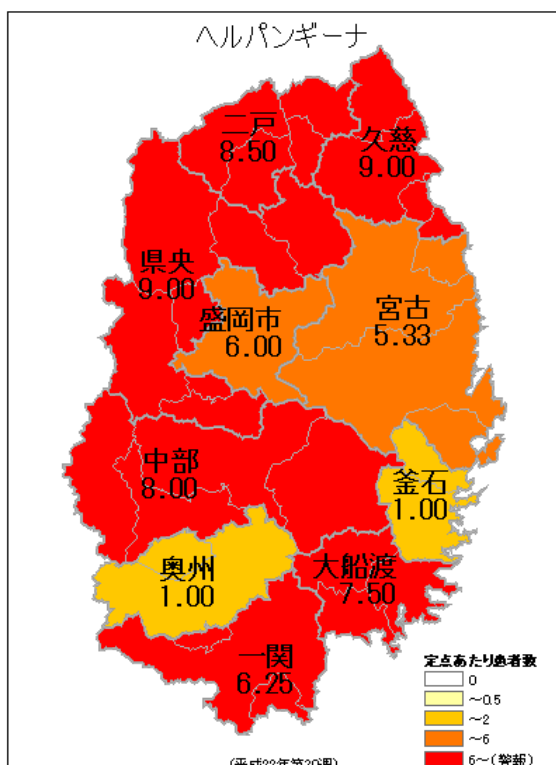 ヘルパンギーナ
二戸
8.50
久慈
9.00
県央
9.00
盛岡市
6.00
宮古
5.33
中部
8.00
釜石
1.00
奥州
1.00
大船渡
7.50
一関
6.25
定点あたり患者数
0
～0.5
～2
～6
6～(警報)